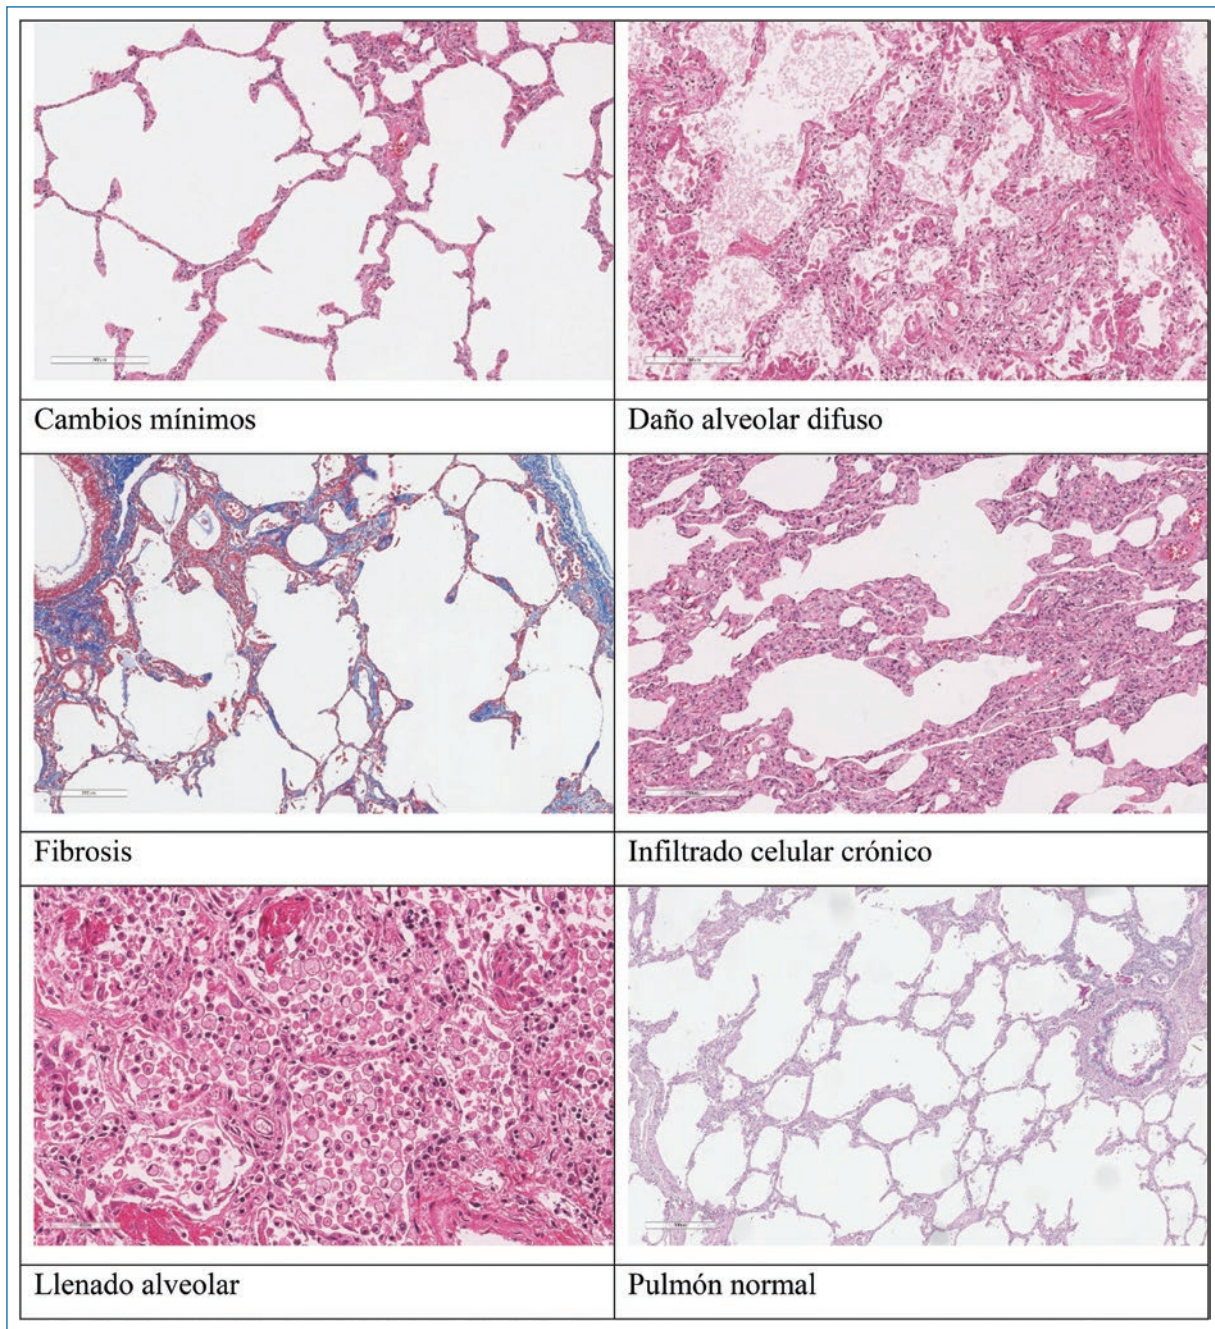 Cambios mínimos
Daño alveolar difuso
Fibrosis
Infiltrado celular crónico
Llenado alveolar
Pulmón normal